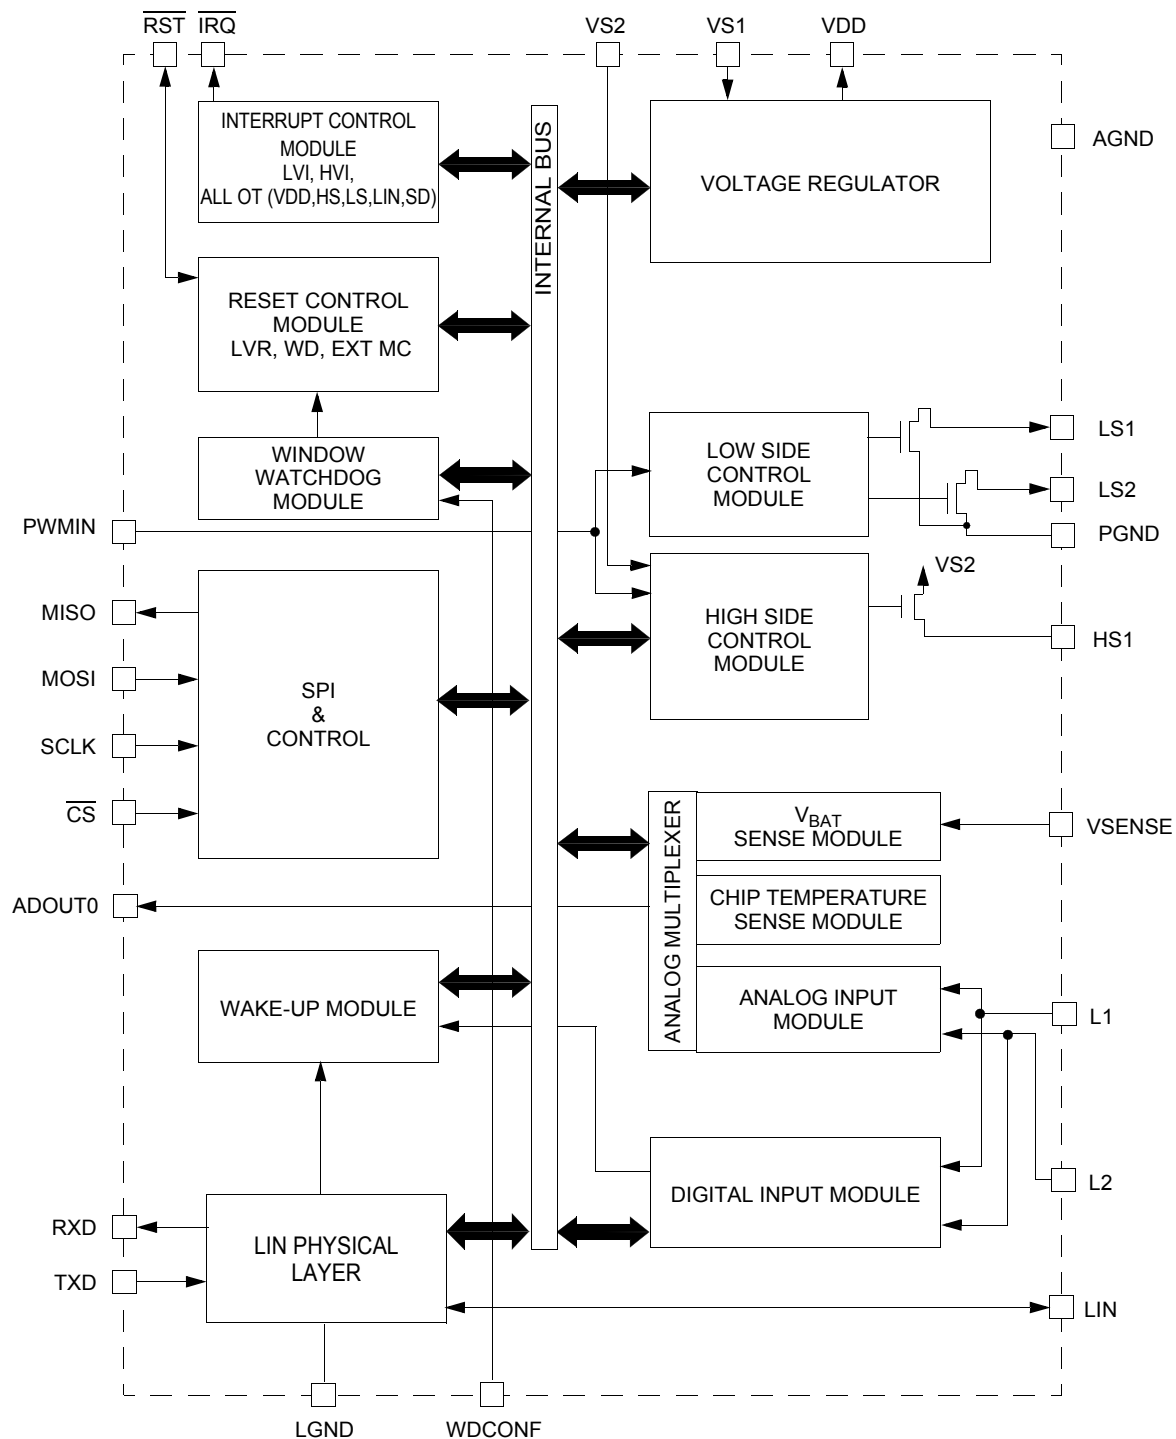 RST
IRQ
VS2
VS1
VDD
INTERRUPT CONTROL
MODULE
LVI, HVI,
ALL OT (VDD,HS,LS,LIN,SD)
INTERNAL BUS
VOLTAGE REGULATOR
AGND
RESET CONTROL
MODULE
LVR, WD, EXT MC
WINDOW
WATCHDOG
MODULE
LOW SIDE
CONTROL
MODULE
LS1
LS2
PGND
PWMIN
VS2
HIGH SIDE
CONTROL
MODULE
HS1
MISO
MOSI
SCLK
CS
SPI
&
CONTROL
ANALOG MULTIPLEXER
VBAT
SENSE MODULE
VSENSE
ADOUT0
CHIP TEMPERATURE
SENSE MODULE
WAKE-UP MODULE
ANALOG INPUT
MODULE
L1
DIGITAL INPUT MODULE
L2
RXD
TXD
LIN PHYSICAL
LAYER
LIN
LGND
WDCONF